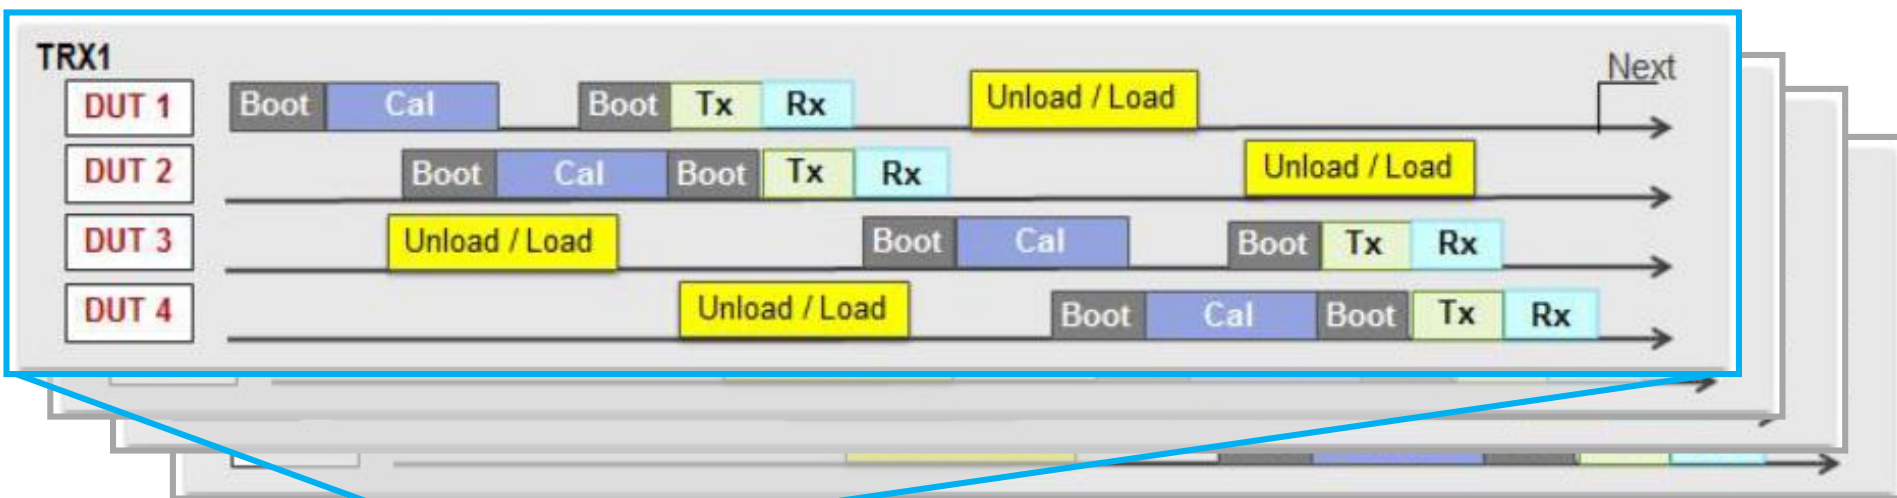 TRX1
Next
DUT 1 Boot Cal Boot Tx Rx Unload / Load
DUT 2 Boot Cal Boot Tx Rx Unload / Load
DUT 3 Unload / Load Boot Cal Boot Tx Rx
DUT 4 Unload / Load Boot Cal Boot Tx Rx